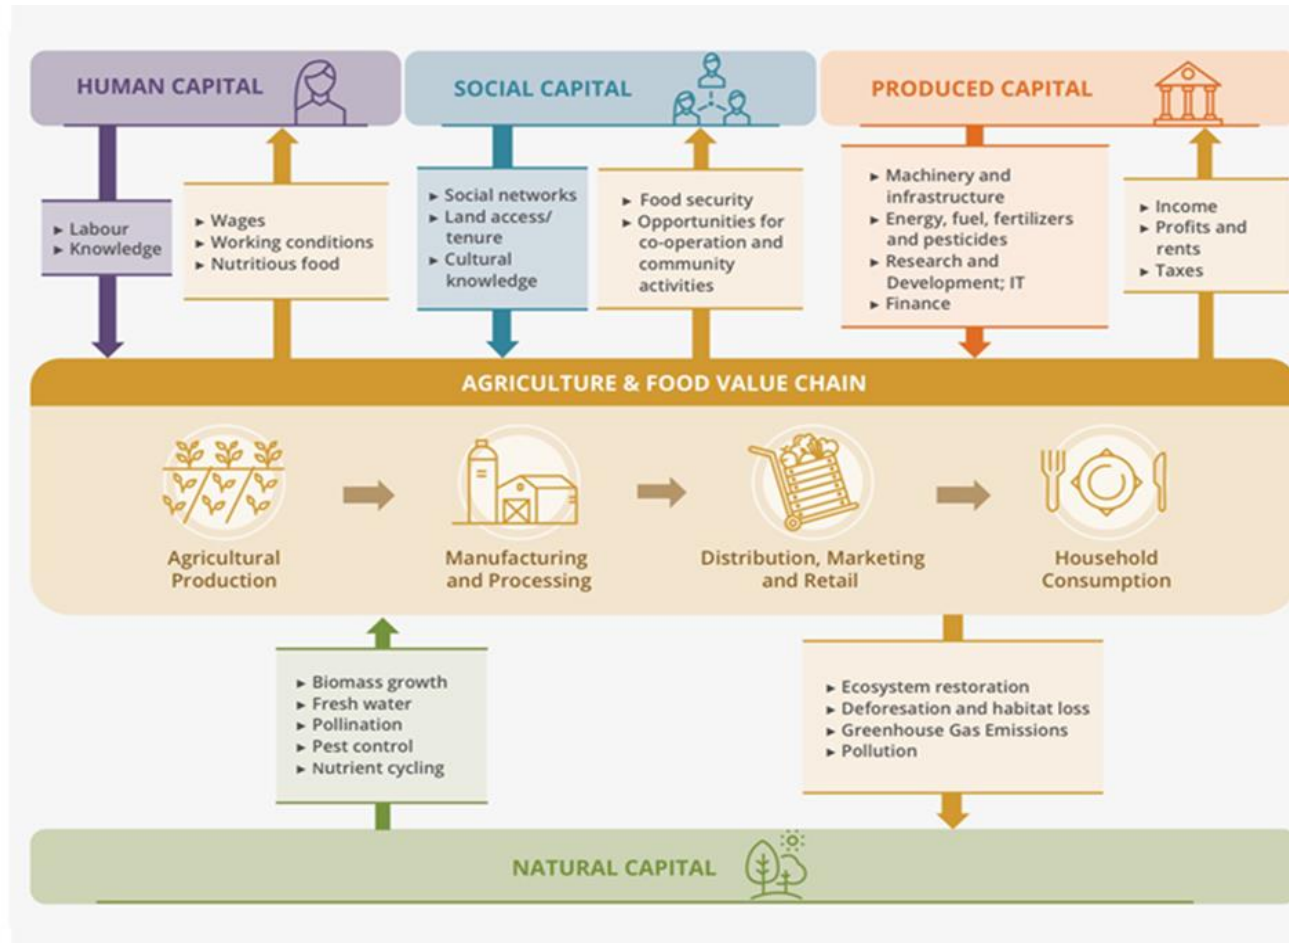 HUMAN CAPITAL
SOCIAL CAPITAL
PRODUCED CAPITAL
► Labour
► Knowledge
► Wages
► Working conditions
► Nutritious food
► Social networks
► Land access/
tenure
► Cultural
knowledge
► Food security
► Opportunities for
co-operation and
community
activities
► Machinery and
infrastructure
► Energy, fuel, fertilizers
and pesticides
► Research and
Development; IT
► Finance
► Income
► Profits and
rents
► Taxes
AGRICULTURE & FOOD VALUE CHAIN
Agricultural
Production
Manufacturing
and Processing
Distribution, Marketing
and Retail
Household
Consumption
► Biomass growth
► Fresh water
► Pollination
► Pest control
► Nutrient cycling
► Ecosystem restoration
► Deforesation and habitat loss
► Greenhouse Gas Emissions
► Pollution
NATURAL CAPITAL